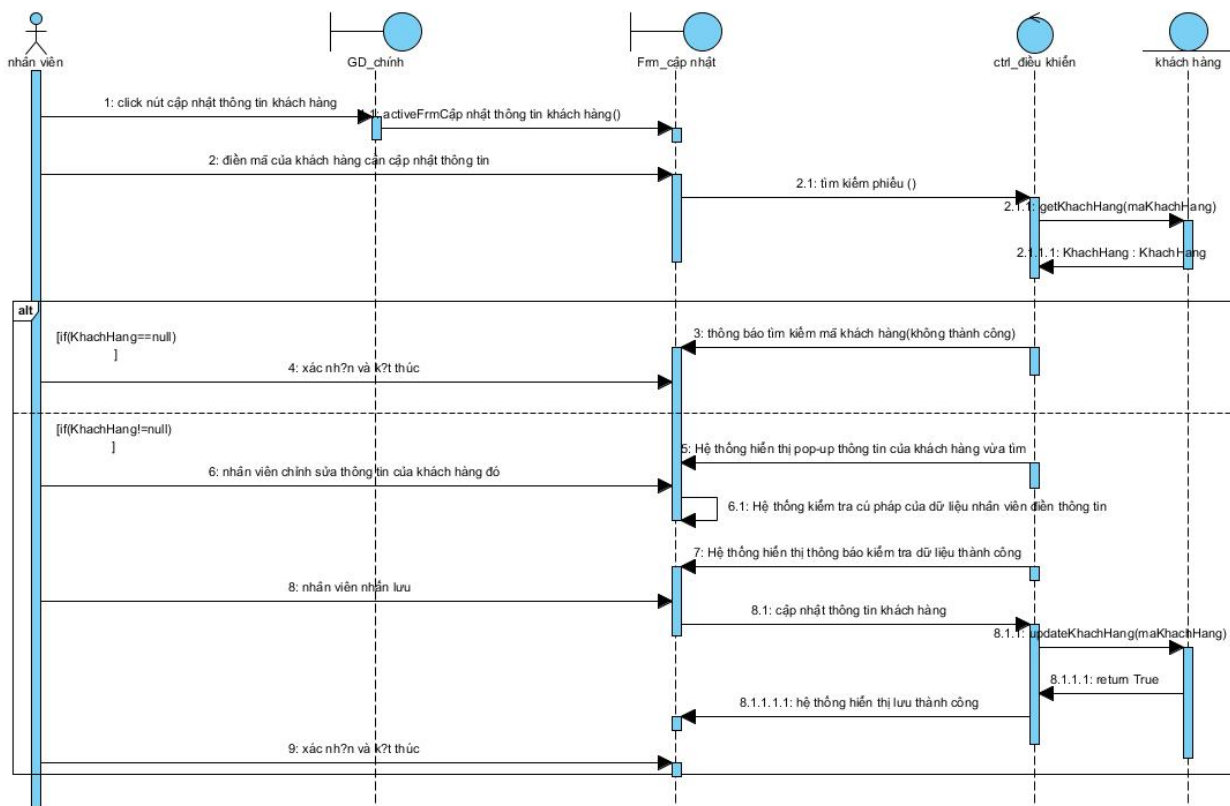 nhân viên
GD_chính
Frm_cập nhật
ctrl_điều khiển
khách hàng
1: click nút cập nhật thông tin khách hàng
1.1: activeFrmCập nhật thông tin khách hàng()
2: điền mã của khách hàng cần cập nhật thông tin
2.1: tìm kiếm phiếu ()
2.1.1: getKhachHang(maKhachHang)
2.1.1.1: KhachHang : KhachHang
alt
[if(KhachHang==null)
]
3: thông báo tìm kiếm mã khách hàng(không thành công)
4: xác nh?n và k?t thúc
[if(KhachHang!=null)
]
5: Hệ thống hiển thị pop-up thông tin của khách hàng vừa tìm
6: nhân viên chỉnh sửa thông tin của khách hàng đó
6.1: Hệ thống kiểm tra cú pháp của dữ liệu nhân viên điền thông tin
7: Hệ thống hiển thị thông báo kiểm tra dữ liệu thành công
8: nhân viên nhấn lưu
8.1: cập nhật thông tin khách hàng
8.1.1: updateKhachHang(maKhachHang)
8.1.1.1: return True
8.1.1.1.1: hệ thống hiển thị lưu thành công
9: xác nh?n và k?t thúc